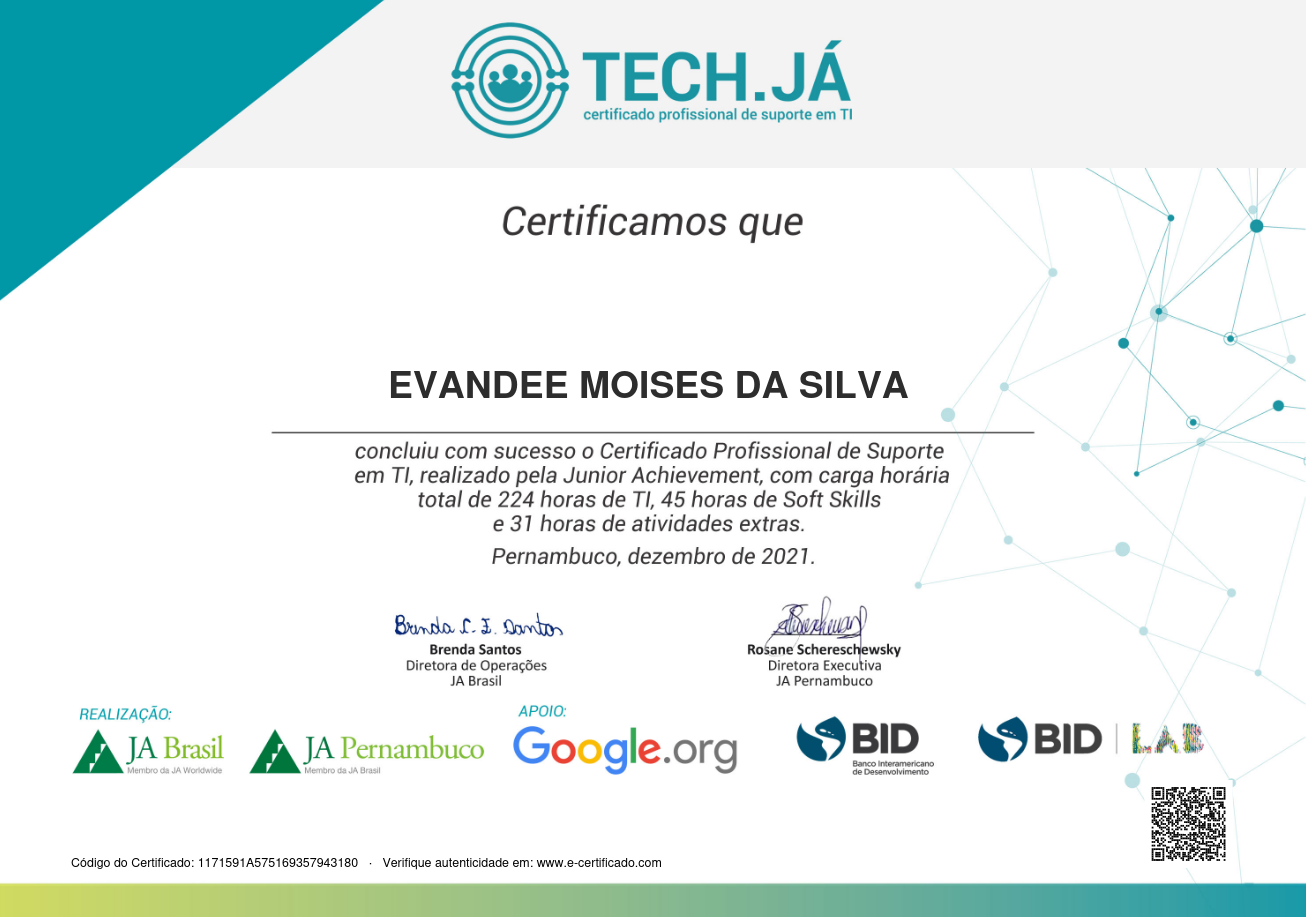 TECH.JÁ
certificado profissional de suporte em TI
Certificamos que
EVANDEE MOISES DA SILVA
concluiu com sucesso o Certificado Profissional de Suporte
em TI, realizado pela Junior Achievement, com carga horária
total de 224 horas de TI, 45 horas de Soft Skills
e 31 horas de atividades extras.
Pernambuco, dezembro de 2021.
Brenda C. F. Santos
Brenda Santos
Diretora de Operações
JA Brasil
Rosane Schereschewsky
Diretora Executiva
JA Pernambuco
REALIZAÇÃO:
JA Brasil
Membro da JA Worldwide
JA Pernambuco
Membro da JA Brasil
APOIO:
Google.org
BID
Banco Interamericano
de Desenvolvimento
BID | LAB
Código do Certificado: 1171591A575169357943180 · Verifique autenticidade em: www.e-certificado.com